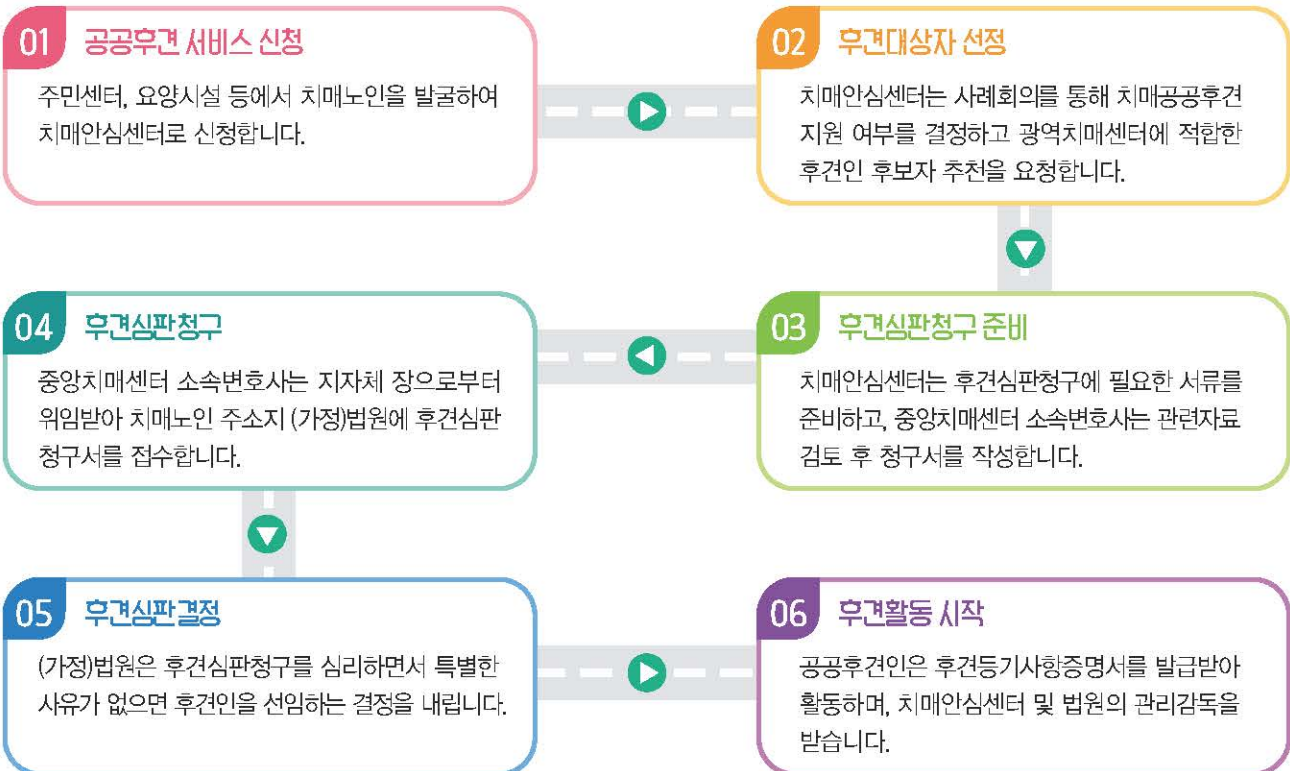 01 공공후견 서비스 신청
주민센터, 요양시설 등에서 치매노인을 발굴하여
치매안심센터로 신청합니다.
02 후견대상자 선정
치매안심센터는 사례회의를 통해 치매공공후견
지원 여부를 결정하고 광역치매센터에 적합한
후견인 후보자 추천을 요청합니다.
03 후견심판청구 준비
치매안심센터는 후견심판청구에 필요한 서류를
준비하고, 중앙치매센터 소속변호사는 관련자료
검토 후 청구서를 작성합니다.
04 후견심판청구
중앙치매센터 소속변호사는 지자체 장으로부터
위임받아 치매노인 주소지 (가정)법원에 후견심판
청구서를 접수합니다.
05 후견심판결정
(가정)법원은 후견심판청구를 심리하면서 특별한
사유가 없으면 후견인을 선임하는 결정을 내립니다.
06 후견활동 시작
공공후견인은 후견등기사항증명서를 발급받아
활동하며, 치매안심센터 및 법원의 관리감독을
받습니다.